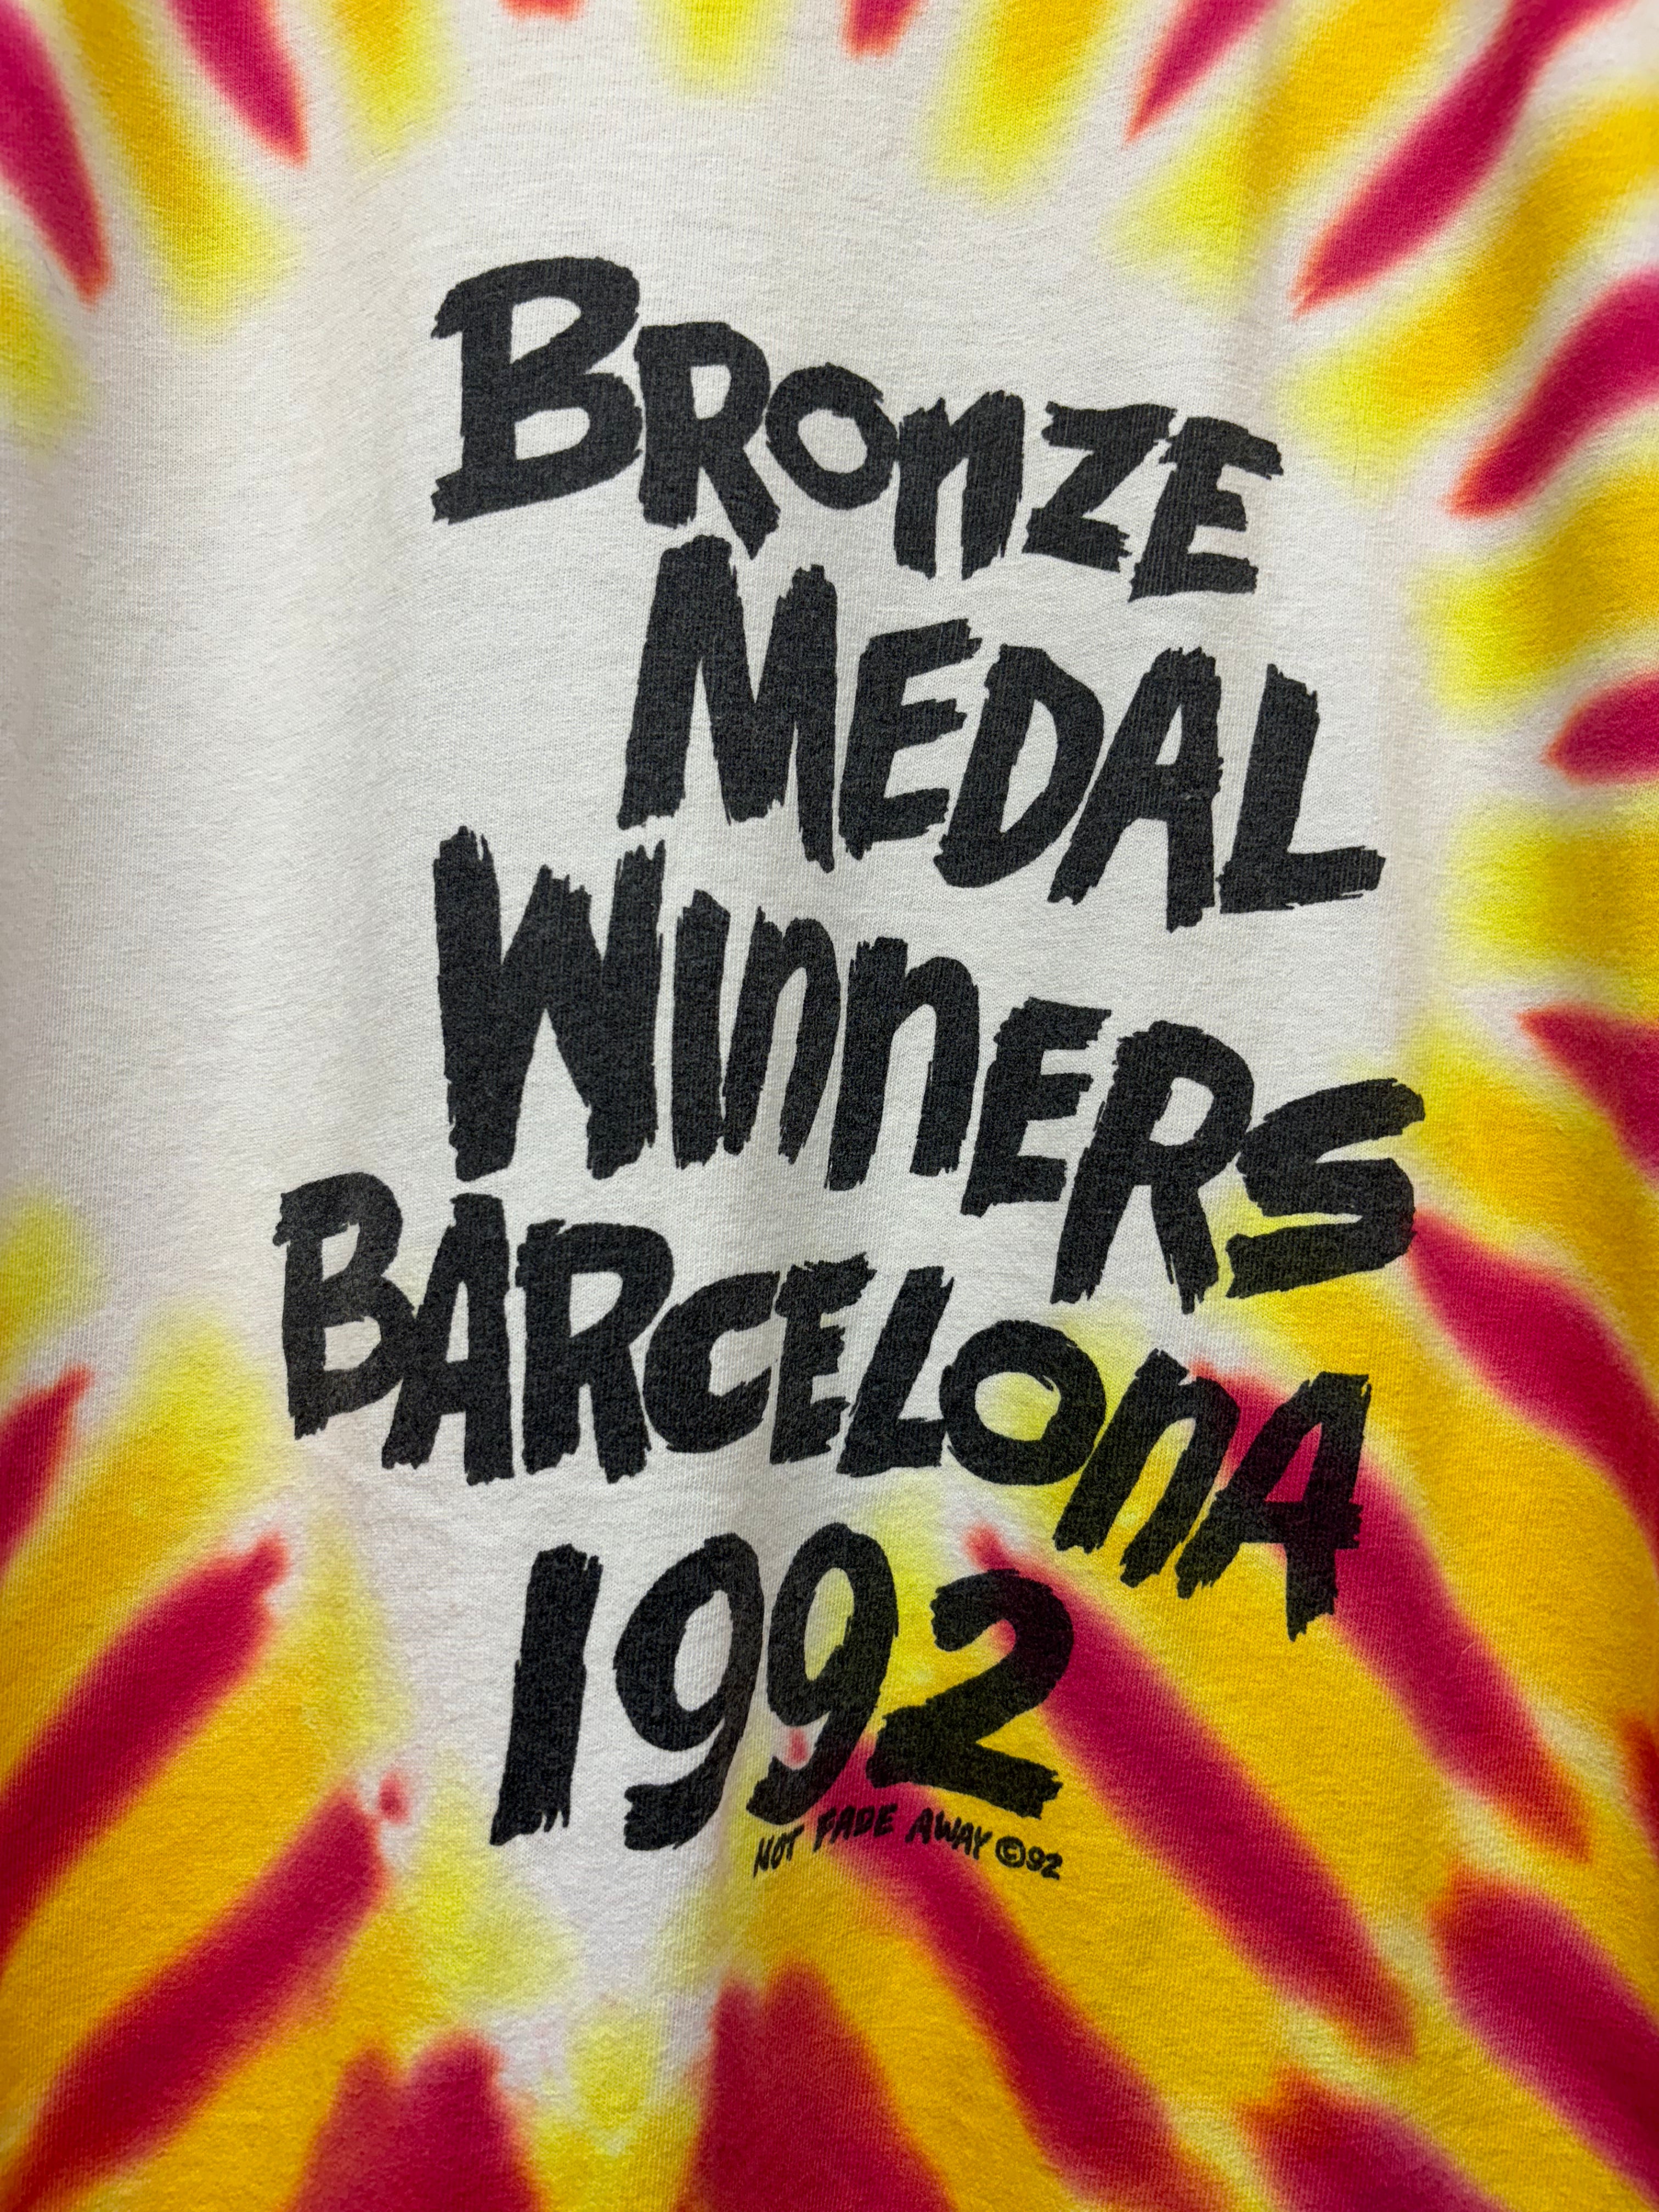 BRonZE
MEDAL
WInnERS
BARCELOnA
1992
NOT FADE AWAY ©92